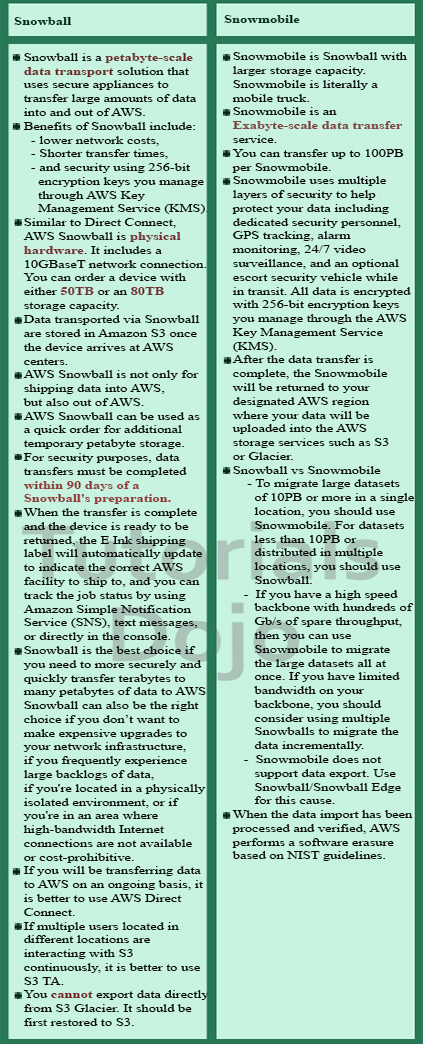 Snowball
Snowball is a petabyte-scale
data transport solution that
uses secure appliances to
transfer large amounts of data
into and out of AWS.
Benefits of Snowball include:
- lower network costs,
- Shorter transfer times,
- and security using 256-bit
encryption keys you manage
through AWS Key
Management Service (KMS)
Similar to Direct Connect,
AWS Snowball is physical
hardware. It includes a
10GBaseT network connection.
You can order a device with
either 50TB or an 80TB
storage capacity.
Data transported via Snowball
are stored in Amazon S3 once
the device arrives at AWS
centers.
AWS Snowball is not only for
shipping data into AWS,
but also out of AWS.
AWS Snowball can be used as
a quick order for additional
temporary petabyte storage.
For security purposes, data
transfers must be completed
within 90 days of a
Snowball's preparation.
When the transfer is complete
and the device is ready to be
returned, the E Ink shipping
label will automatically update
to indicate the correct AWS
facility to ship to, and you can
track the job status by using
Amazon Simple Notification
Service (SNS), text messages,
or directly in the console.
Snowball is the best choice if
you need to more securely and
quickly transfer terabytes to
many petabytes of data to AWS
Snowball can also be the right
choice if you don't want to
make expensive upgrades to
your network infrastructure,
if you frequently experience
large backlogs of data,
if you're located in a physically
isolated environment, or if
you're in an area where
high-bandwidth Internet
connections are not available
or cost-prohibitive.
If you will be transferring data
to AWS on an ongoing basis, it
is better to use AWS Direct
Connect.
If multiple users located in
different locations are
interacting with S3
continuously, it is better to use
S3 TA.
You cannot export data directly
from S3 Glacier. It should be
first restored to S3.
Snowmobile
Snowmobile is Snowball with
larger storage capacity.
Snowmobile is literally a
mobile truck.
Snowmobile is an
Exabyte-scale data transfer
service.
You can transfer up to 100PB
per Snowmobile.
Snowmobile uses multiple
layers of security to help
protect your data including
dedicated security personnel,
GPS tracking, alarm
monitoring, 24/7 video
surveillance, and an optional
escort security vehicle while
in transit. All data is encrypted
with 256-bit encryption keys
you manage through the AWS
Key Management Service
(KMS).
After the data transfer is
complete, the Snowmobile
will be returned to your
designated AWS region
where your data will be
uploaded into the AWS
storage services such as S3
or Glacier.
Snowball vs Snowmobile
- To migrate large datasets
of 10PB or more in a single
location, you should use
Snowmobile. For datasets
less than 10PB or
distributed in multiple
locations, you should use
Snowball.
- If you have a high speed
backbone with hundreds of
Gb/s of spare throughput,
then you can use
Snowmobile to migrate
the large datasets all at
once. If you have limited
bandwidth on your
backbone, you should
consider using multiple
Snowballs to migrate the
data incrementally.
- Snowmobile does not
support data export. Use
Snowball/Snowball Edge
for this cause.
When the data import has been
processed and verified, AWS
performs a software erasure
based on NIST guidelines.
Tutorials
Dojo